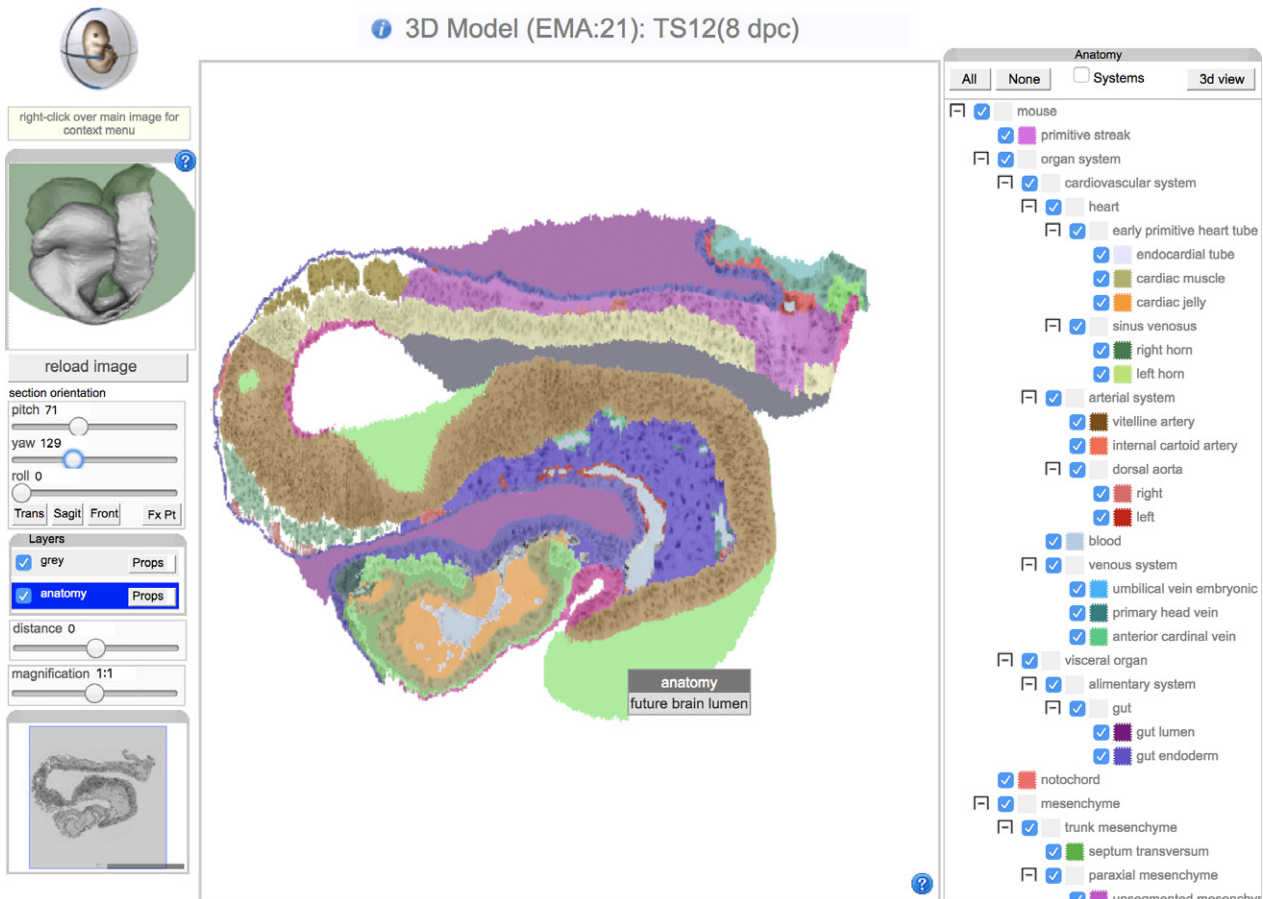 3D Model (EMA:21): TS12(8 dpc)
right-click over main image for
context menu
reload image
section orientation
pitch 71
yaw 129
roll 0
Trans Sagit Front Fx Pt
Layers
grey Props
anatomy Props
distance 0
magnification 1:1
anatomy
future brain lumen
Anatomy
All None Systems 3d view
mouse
primitive streak
organ system
cardiovascular system
heart
early primitive heart tube
endocardial tube
cardiac muscle
cardiac jelly
sinus venosus
right horn
left horn
arterial system
vitelline artery
internal cartoid artery
dorsal aorta
right
left
blood
venous system
umbilical vein embryonic
primary head vein
anterior cardinal vein
visceral organ
alimentary system
gut
gut lumen
gut endoderm
notochord
mesenchyme
trunk mesenchyme
septum transversum
paraxial mesenchyme